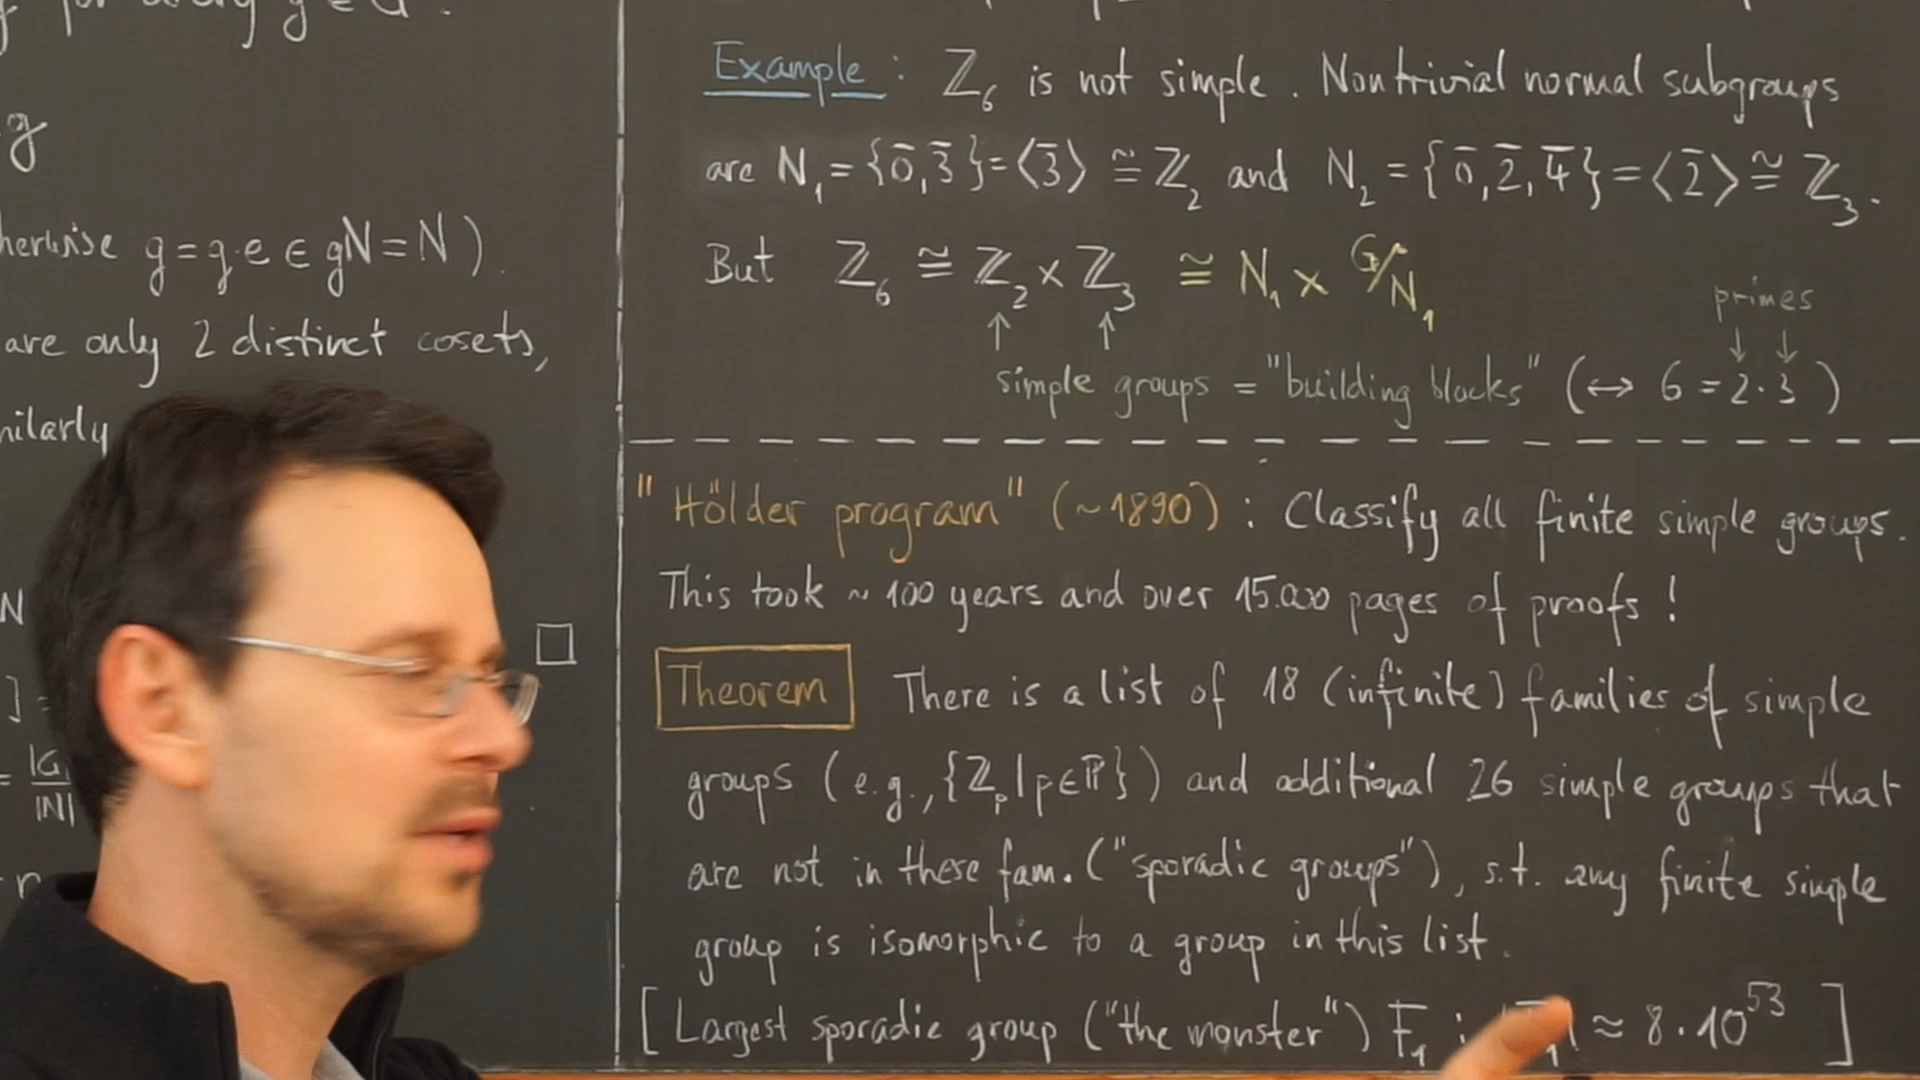 g
herwise g = g·e ∈ gN = N).
are only 2 distinct cosets,
milarly
N
□
] =
= |G| / |N|
Example: ℤ₆ is not simple. Nontrivial normal subgroups
are N₁ = {0̄, 3̄} = ⟨3̄⟩ ≅ ℤ₂ and N₂ = {0̄, 2̄, 4̄} = ⟨2̄⟩ ≅ ℤ₃.
But ℤ₆ ≅ ℤ₂ × ℤ₃ ≅ N₁ × G/N₁
primes
↑ ↑ ↓ ↓
simple groups = "building blocks" (↔ 6 = 2·3)
"Hölder program" (~1890): Classify all finite simple groups.
This took ~ 100 years and over 15.000 pages of proofs!
Theorem There is a list of 18 (infinite) families of simple
groups (e.g., {ℤₚ | p ∈ ℙ}) and additional 26 simple groups that
are not in these fam. ("sporadic groups"), s.t. any finite simple
group is isomorphic to a group in this list.
[Largest sporadic group ("the monster") F₁ : ≈ 8·10⁵³]